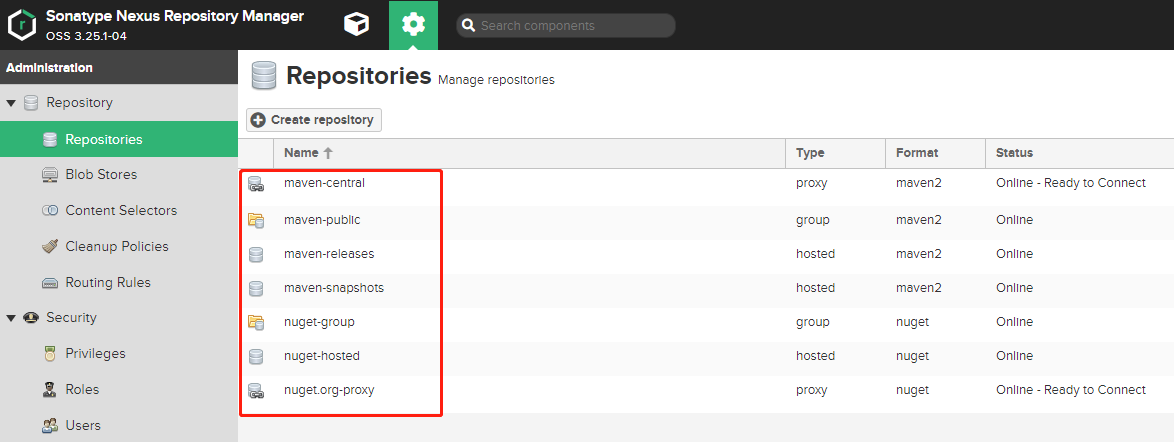 Sonatype Nexus Repository Manager
OSS 3.25.1-04
Search components
Administration
Repository
Repositories
Blob Stores
Content Selectors
Cleanup Policies
Routing Rules
Security
Privileges
Roles
Users
Repositories Manage repositories
Create repository
Name Type Format Status
maven-central proxy maven2 Online - Ready to Connect
maven-public group maven2 Online
maven-releases hosted maven2 Online
maven-snapshots hosted maven2 Online
nuget-group group nuget Online
nuget-hosted hosted nuget Online
nuget.org-proxy proxy nuget Online - Ready to Connect